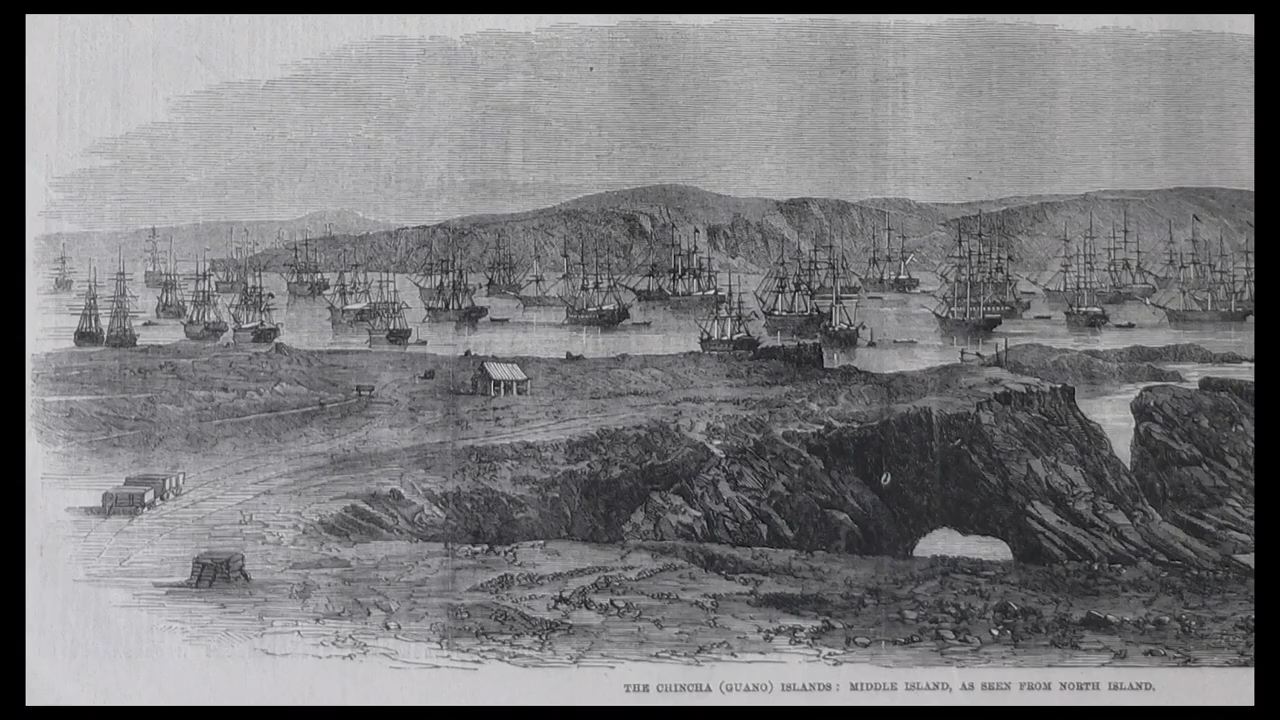 THE CHINCHA (GUANO) ISLANDS: MIDDLE ISLAND, AS SEEN FROM NORTH ISLAND.